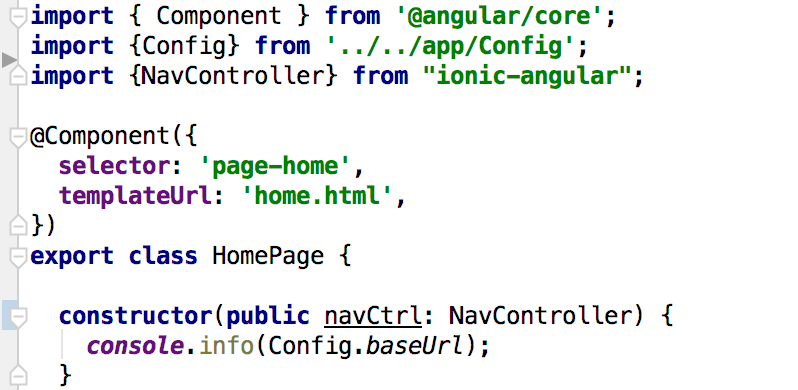 import { Component } from '@angular/core';
import {Config} from '../../app/Config';
import {NavController} from "ionic-angular";
@Component({
  selector: 'page-home',
  templateUrl: 'home.html',
})
export class HomePage {
  constructor(public navCtrl: NavController) {
    console.info(Config.baseUrl);
  }